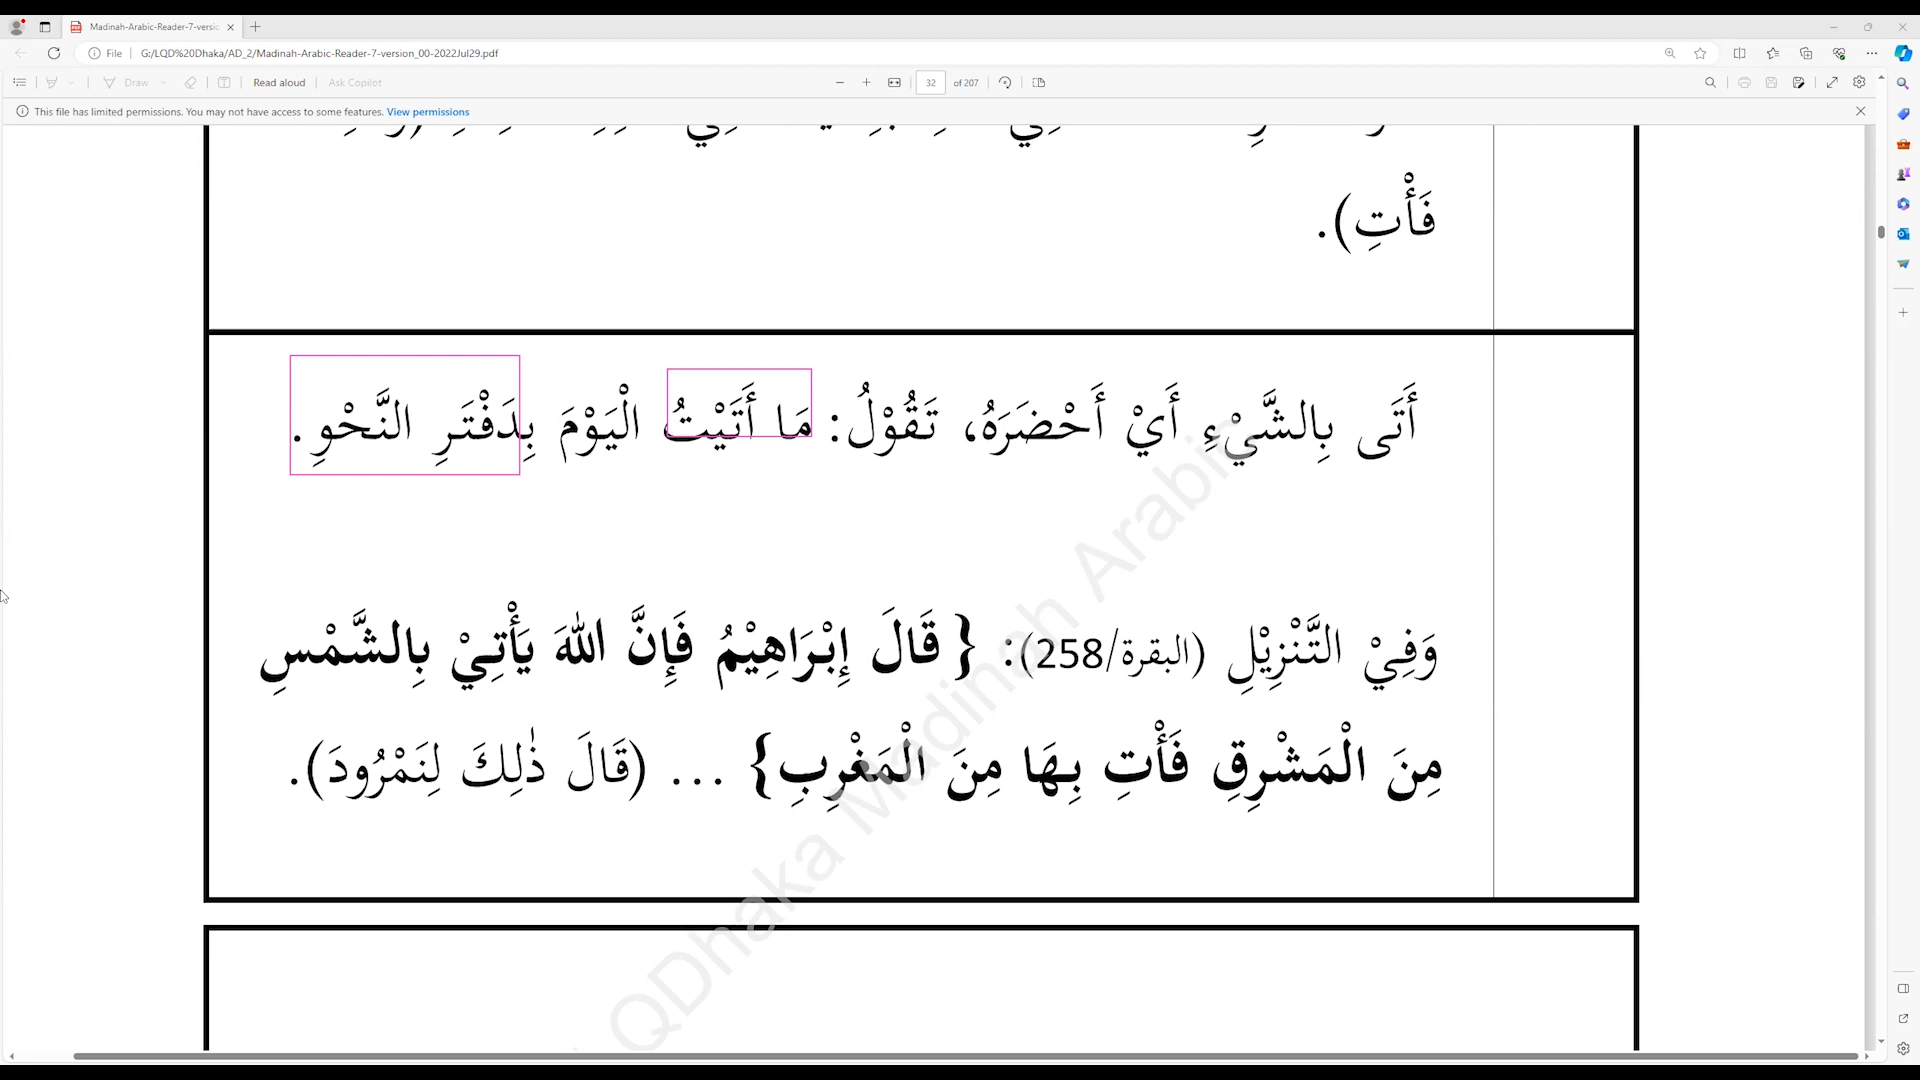 Madinah-Arabic-Reader-7-versio
File
G:/LQD%20Dhaka/AD_2/Madinah-Arabic-Reader-7-version_00-2022Jul29.pdf
Draw
Read aloud
Ask Copilot
32 of 207
This file has limited permissions. You may not have access to some features. View permissions
فَأْتِ).
أَتَى بِالشَّيْءِ أَيْ أَحْضَرَهُ، تَقُوْلُ: مَا أَتَيْتُ الْيَوْمَ بِدَفْتَرِ النَّحْوِ.
وَفِيْ التَّنْزِيْلِ (البقرة/258): {قَالَ إِبْرَاهِيْمُ فَإِنَّ اللهَ يَأْتِيْ بِالشَّمْسِ
مِنَ الْمَشْرِقِ فَأْتِ بِهَا مِنَ الْمَغْرِبِ} ... (قَالَ ذٰلِكَ لِنَمْرُودَ).
QDhaka Madinah Arabic